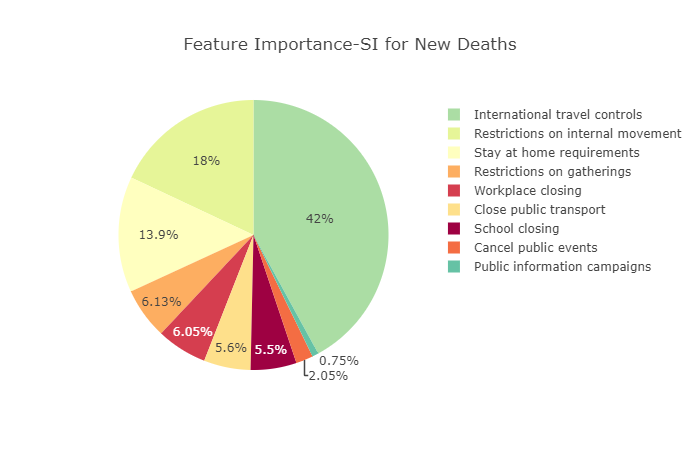 Feature Importance-SI for New Deaths
International travel controls
Restrictions on internal movement
Stay at home requirements
Restrictions on gatherings
Workplace closing
Close public transport
School closing
Cancel public events
Public information campaigns
18%
42%
13.9%
6.13%
6.05%
5.6%
5.5%
0.75%
2.05%